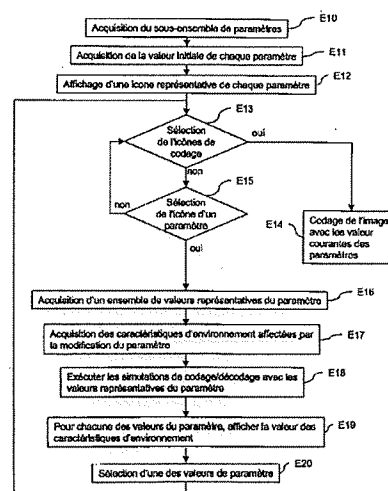 E10
Acquisition du sous-ensemble de paramètres
E11
Acquisition de la valeur initiale de chaque paramètre
E12
Affichage d'une icone représentative de chaque paramètre
E13
Sélection
de l'icônes de
codage
oui
non
E15
Sélection
de l'icône d'un
paramètre
non
oui
E14
Codage de l'image
avec les valeur
courantes des
paramètres
E16
Acquisition d'un ensemble de valeurs représentatives du paramètre
E17
Acquisition des caractéristiques d'environnement affectées
par la modification du paramètre
E18
Exécuter les simulations de codage/décodage avec les
valeurs représentatives du paramètre
E19
Pour chacune des valeurs du paramètre, afficher la valeur des
caractéristiques d'environnement
E20
Sélection d'une des valeurs de paramètre